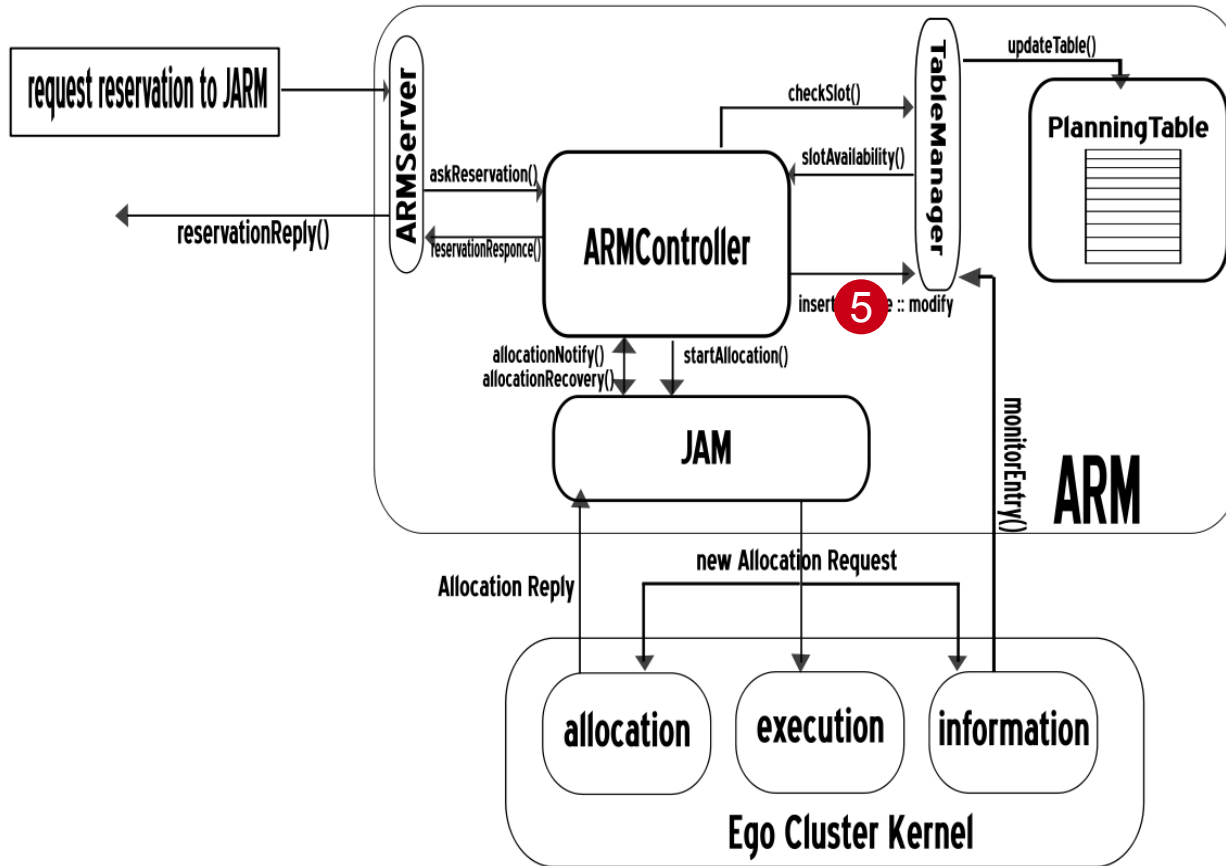 request reservation to JARM
ARMServer
TableManager
updateTable()
PlanningTable
checkSlot()
slotAvailability()
askReservation()
reservationReply()
reservationResponce()
ARMController
5
:: modify
allocationNotify()
allocationRecovery()
startAllocation()
JAM
monitorEntry()
ARM
new Allocation Request
Allocation Reply
allocation
execution
information
Ego Cluster Kernel